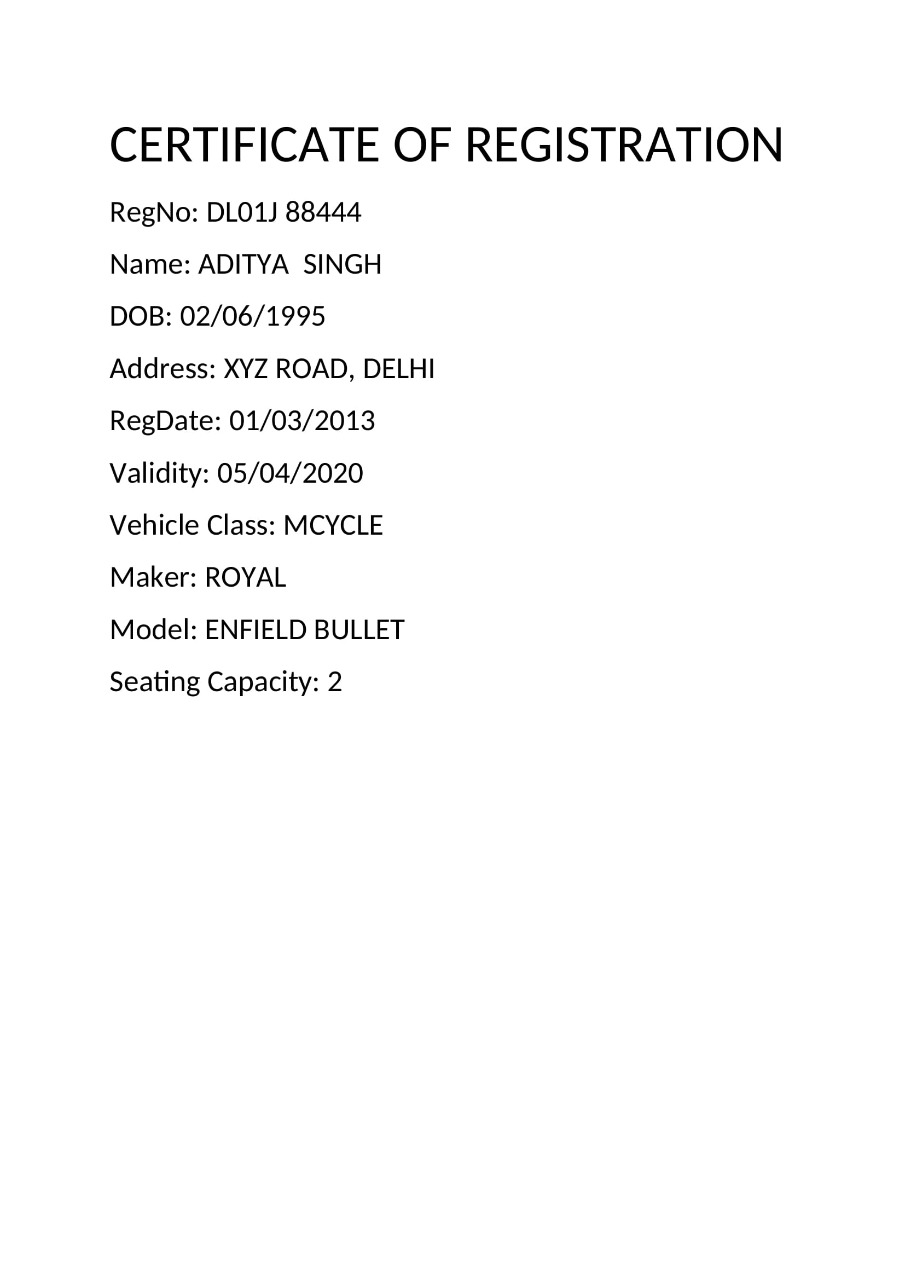 CERTIFICATE OF REGISTRATION
RegNo: DL01J 88444
Name: ADITYA  SINGH
DOB: 02/06/1995
Address: XYZ ROAD, DELHI
RegDate: 01/03/2013
Validity: 05/04/2020
Vehicle Class: MCYCLE
Maker: ROYAL
Model: ENFIELD BULLET
Seating Capacity: 2